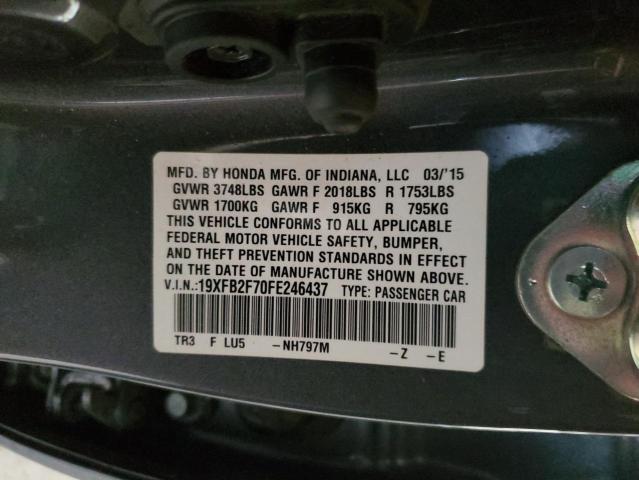 MFD. BY HONDA MFG. OF INDIANA, LLC 03/'15
GVWR 3748LBS GAWR F 2018LBS R 1753LBS
GVWR 1700KG GAWR F 915KG R 795KG
THIS VEHICLE CONFORMS TO ALL APPLICABLE
FEDERAL MOTOR VEHICLE SAFETY, BUMPER,
AND THEFT PREVENTION STANDARDS IN EFFECT
ON THE DATE OF MANUFACTURE SHOWN ABOVE.
V.I.N.:19XFB2F70FE246437 TYPE: PASSENGER CAR
TR3 F LU5 -NH797M -Z -E